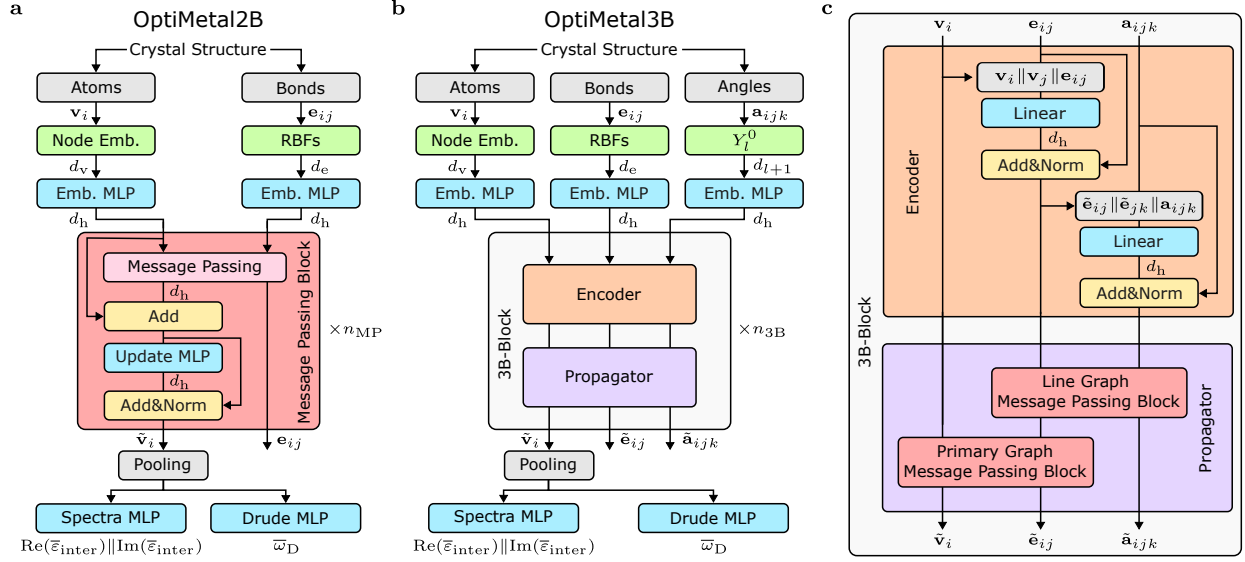 a
OptiMetal2B
Crystal Structure
Atoms
Bonds
v_i
e_ij
Node Emb.
RBFs
d_v
d_e
Emb. MLP
Emb. MLP
d_h
d_h
Message Passing
d_h
Add
Update MLP
d_h
Add&Norm
Message Passing Block
×n_MP
ṽ_i
e_ij
Pooling
Spectra MLP
Drude MLP
Re(ε̅_inter)∥Im(ε̅_inter)
ω̅_D
b
OptiMetal3B
Crystal Structure
Atoms
Bonds
Angles
v_i
e_ij
a_ijk
Node Emb.
RBFs
Y_l^0
d_v
d_e
d_{l+1}
Emb. MLP
Emb. MLP
Emb. MLP
d_h
d_h
d_h
Encoder
3B-Block
Propagator
×n_3B
ṽ_i
ẽ_ij
ã_ijk
Pooling
Spectra MLP
Drude MLP
Re(ε̅_inter)∥Im(ε̅_inter)
ω̅_D
c
v_i
e_ij
a_ijk
v_i∥v_j∥e_ij
Linear
d_h
Add&Norm
Encoder
ẽ_ij∥ẽ_jk∥a_ijk
Linear
d_h
Add&Norm
3B-Block
Line Graph
Message Passing Block
Primary Graph
Message Passing Block
Propagator
ṽ_i
ẽ_ij
ã_ijk